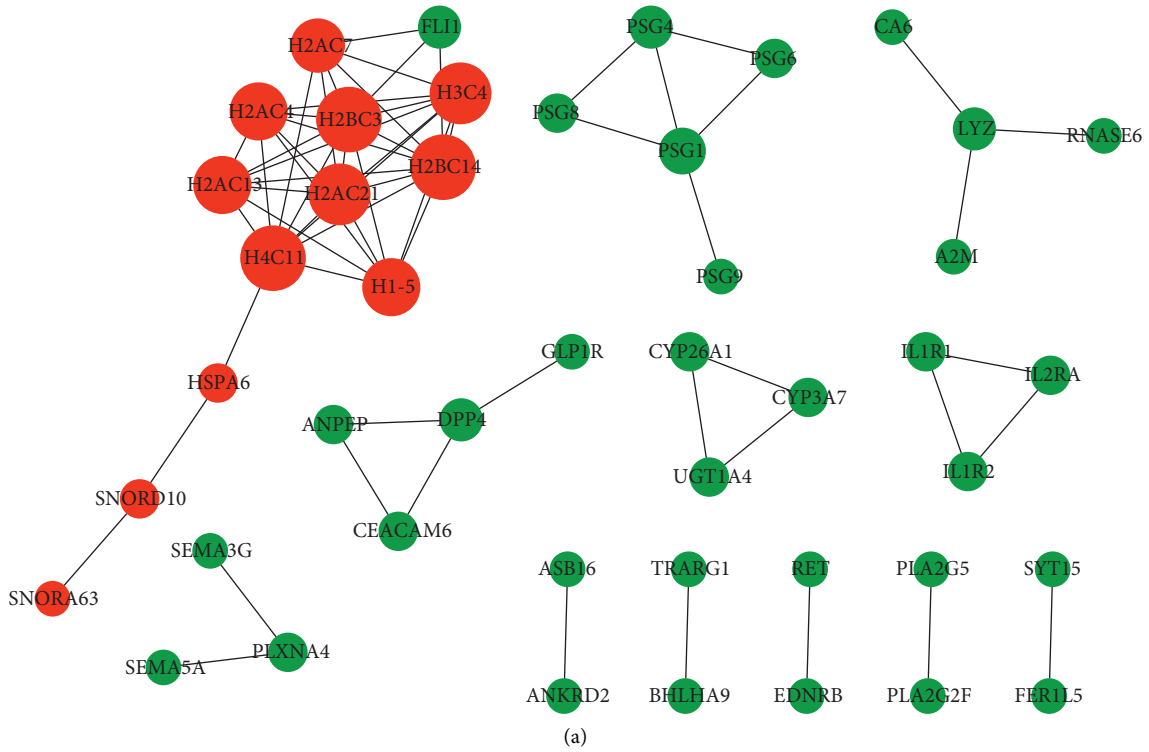 FLI1
PSG4
CA6
H2AC7
PSG6
H3C4
H2AC4
H2BC3
PSG8
LYZ
RNASE6
PSG1
H2BC14
H2AC13
H2AC21
H4C11
A2M
PSG9
H1-5
GLP1R
CYP26A1
IL1R1
HSPA6
IL2RA
CYP3A7
ANPEP
DPP4
UGT1A4
IL1R2
SNORD10
CEACAM6
SEMA3G
ASB16
TRARG1
RET
PLA2G5
SYT15
SNORA63
PLXNA4
SEMA5A
ANKRD2
BHLHA9
EDNRB
PLA2G2F
FER1L5
(a)